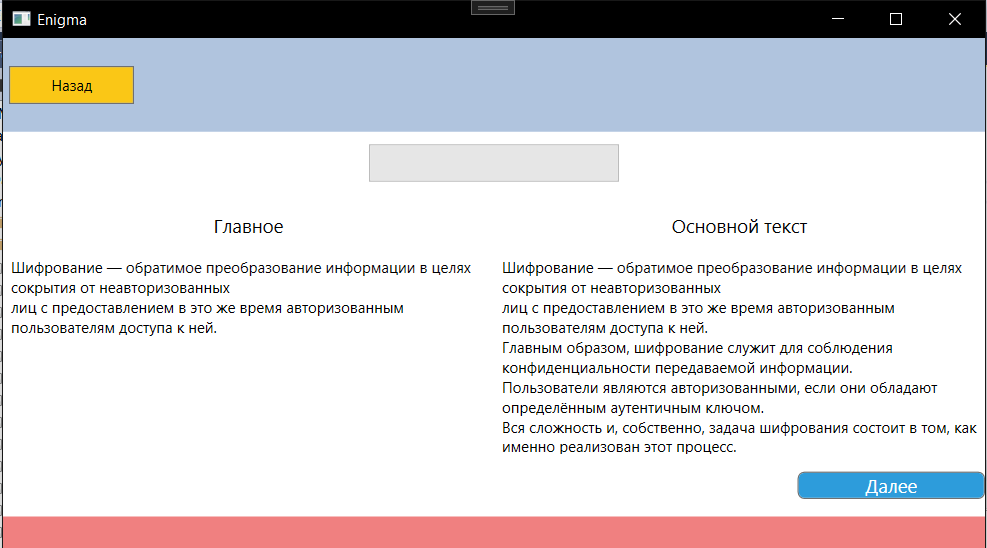 Enigma
Назад
Главное
Шифрование — обратимое преобразование информации в целях
сокрытия от неавторизованных
лиц с предоставлением в это же время авторизованным
пользователям доступа к ней.
Основной текст
Шифрование — обратимое преобразование информации в целях
сокрытия от неавторизованных
лиц с предоставлением в это же время авторизованным
пользователям доступа к ней.
Главным образом, шифрование служит для соблюдения
конфиденциальности передаваемой информации.
Пользователи являются авторизованными, если они обладают
определённым аутентичным ключом.
Вся сложность и, собственно, задача шифрования состоит в том, как
именно реализован этот процесс.
Далее